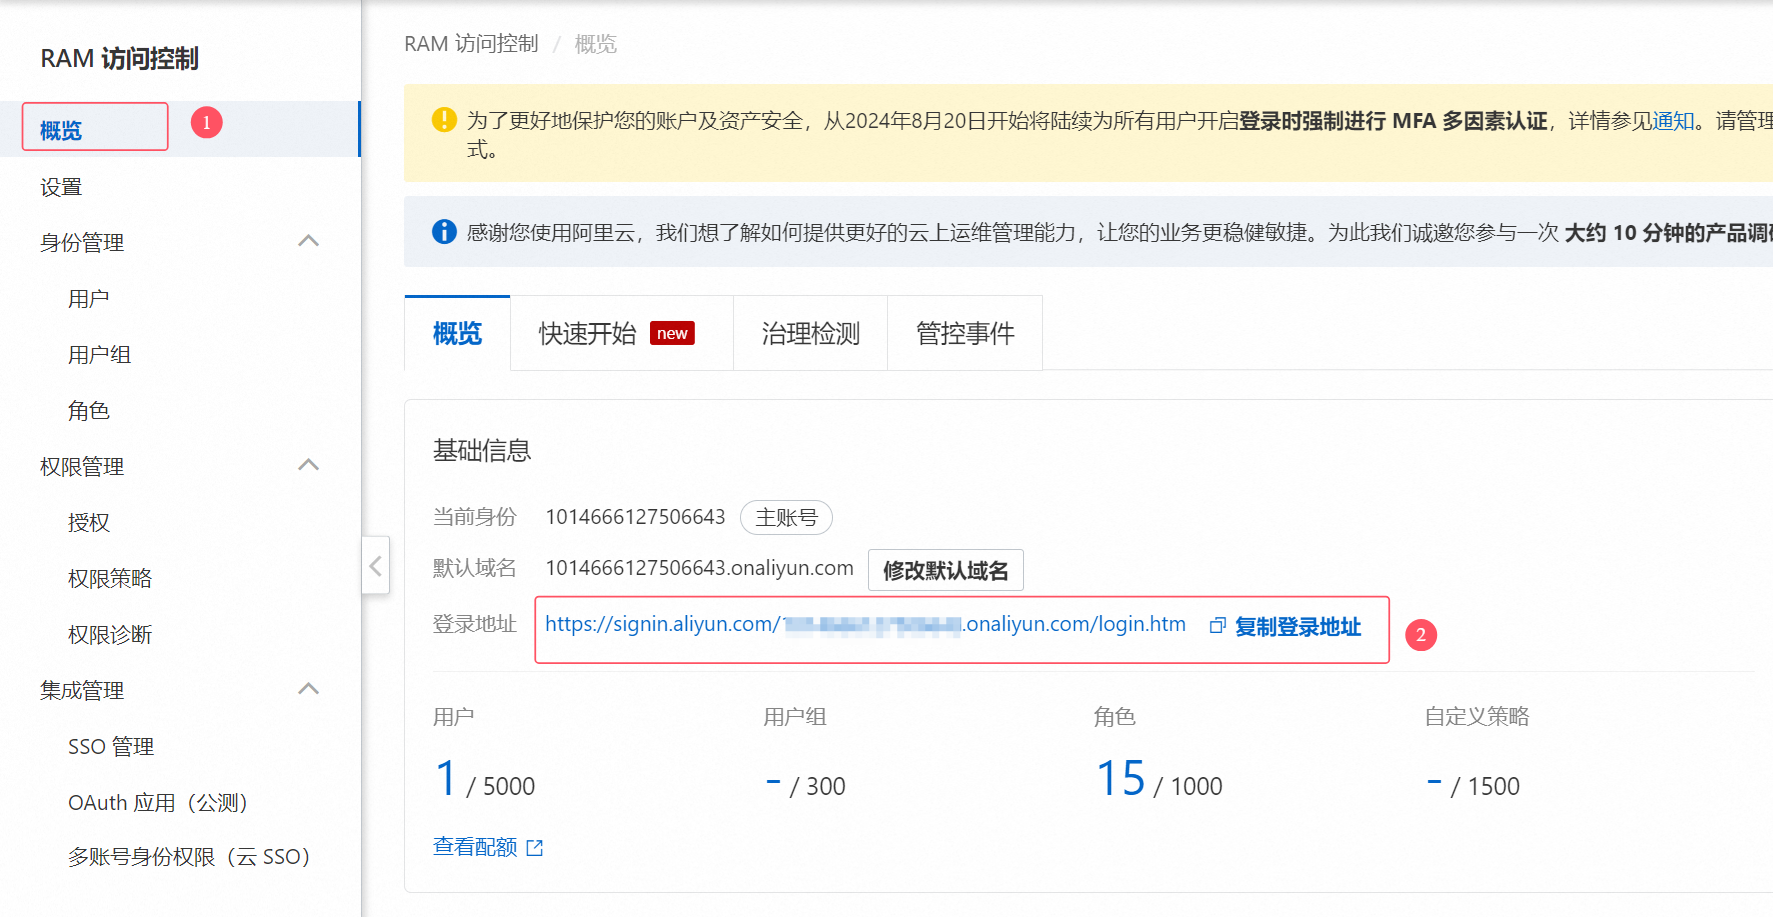 RAM 访问控制
概览
1
设置
身份管理
用户
用户组
角色
权限管理
授权
权限策略
权限诊断
集成管理
SSO 管理
OAuth 应用（公测）
多账号身份权限（云 SSO）
RAM 访问控制 / 概览
为了更好地保护您的账户及资产安全，从2024年8月20日开始将陆续为所有用户开启登录时强制进行 MFA 多因素认证，详情参见通知。请管理
式。
感谢您使用阿里云，我们想了解如何提供更好的云上运维管理能力，让您的业务更稳健敏捷。为此我们诚邀您参与一次 大约 10 分钟的产品调
概览
快速开始 new
治理检测
管控事件
基础信息
当前身份 1014666127506643 主账号
默认域名 1014666127506643.onaliyun.com 修改默认域名
登录地址 https://signin.aliyun.com/ .onaliyun.com/login.htm 复制登录地址
2
用户 用户组 角色 自定义策略
1 / 5000 - / 300 15 / 1000 - / 1500
查看配额